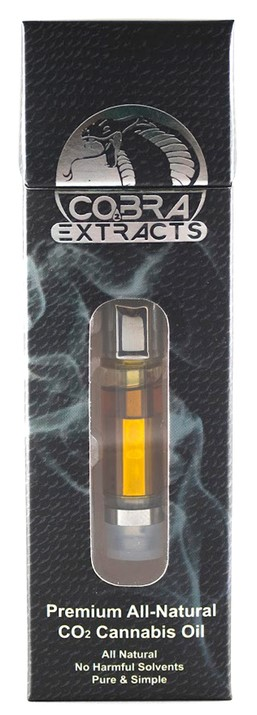 COBRA
EXTRACTS
Premium All-Natural
CO₂ Cannabis Oil
All Natural
No Harmful Solvents
Pure & Simple